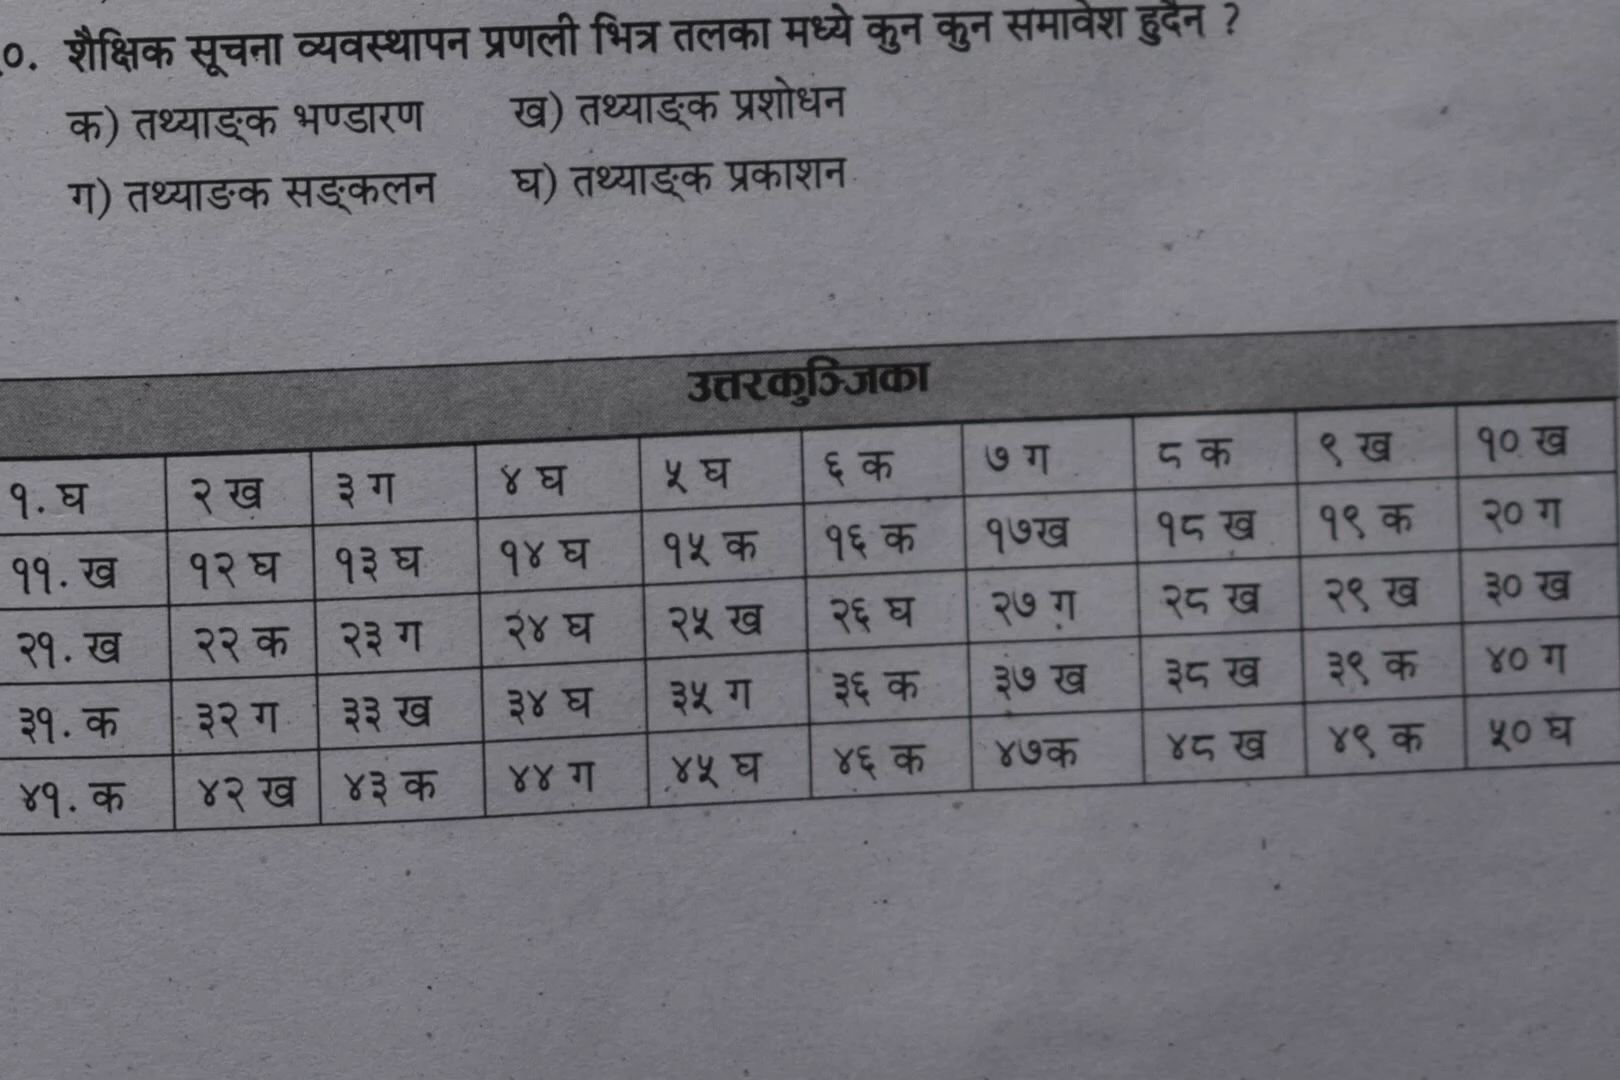 ०. शैक्षिक सूचना व्यवस्थापन प्रणली भित्र तलका मध्ये कुन कुन समावेश हुदैन ?
क) तथ्याङ्क भण्डारण ख) तथ्याङ्क प्रशोधन
ग) तथ्याङक सङ्कलन घ) तथ्याङ्क प्रकाशन
उत्तरकुञ्जिका
१. घ २ ख ३ ग ४ घ ५ घ ६ क ७ ग ८ क ९ ख १० ख
११. ख १२ घ १३ घ १४ घ १५ क १६ क १७ख १८ ख १९ क २० ग
२१. ख २२ क २३ ग २४ घ २५ ख २६ घ २७ ग २८ ख २९ ख ३० ख
३१. क ३२ ग ३३ ख ३४ घ ३५ ग ३६ क ३७ ख ३८ ख ३९ क ४० ग
४१. क ४२ ख ४३ क ४४ ग ४५ घ ४६ क ४७क ४८ ख ४९ क ५० घ